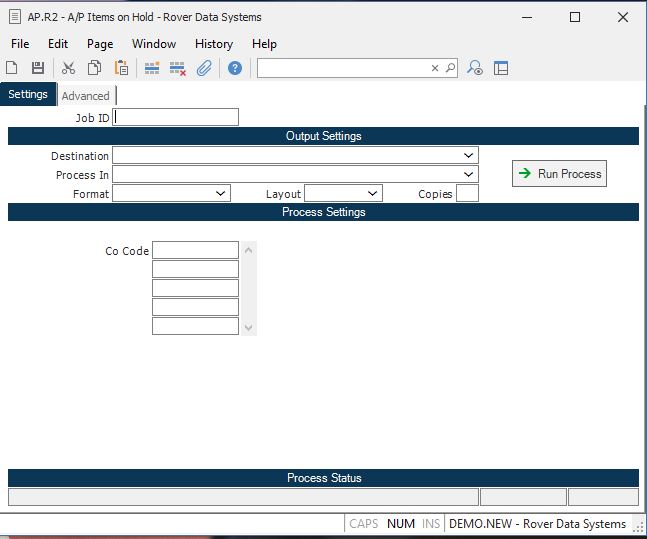 AP.R2 - A/P Items on Hold - Rover Data Systems
File Edit Page Window History Help
Settings Advanced
Job ID
Output Settings
Destination
Process In
Run Process
Format Layout Copies
Process Settings
Co Code
Process Status
CAPS NUM INS DEMO.NEW - Rover Data Systems